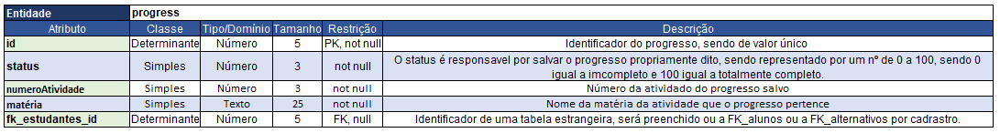 Entidade progress
Atributo Classe Tipo/Domínio Tamanho Restrição Descrição
id Determinante Número 5 PK, not null Identificador do progresso, sendo de valor único
status Simples Número 3 not null O status é responsavel por salvar o progresso propriamente dito, sendo representado por um nº de 0 a 100, sendo 0
igual a imcompleto e 100 igual a totalmente completo.
numeroAtividade Simples Número 3 not null Número da atividado do progresso salvo
matéria Simples Texto 25 not null Nome da matéria da atividade que o progresso pertence
fk_estudantes_id Determinante Número 5 FK, null Identificador de uma tabela estrangeira, será preenchido ou a FK_alunos ou a FK_alternativos por cadrastro.